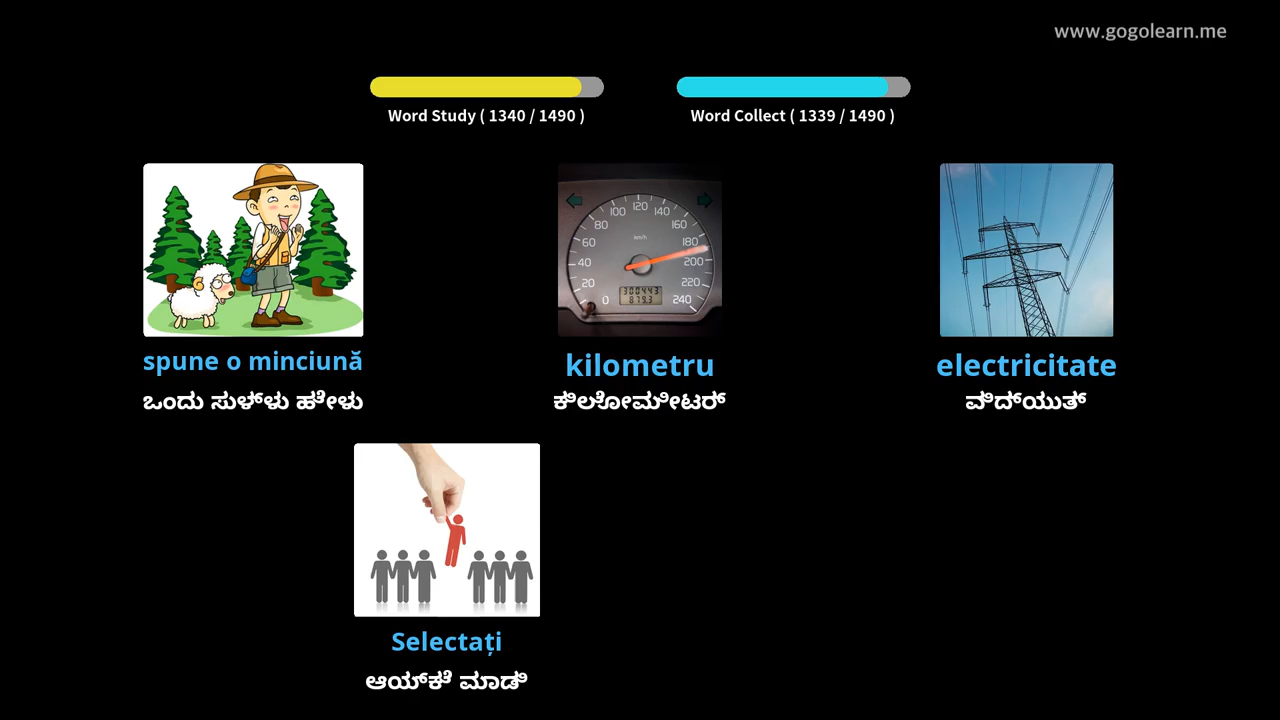 www.gogolearn.me
Word Study ( 1340 / 1490 )
Word Collect ( 1339 / 1490 )
spune o minciună
ಒಂದು ಸುಳ್ಳು ಹೇಳು
kilometru
ಕಿಲೋಮೀಟರ್
electricitate
ವಿದ್ಯುತ್
Selectați
ಆಯ್ಕೆ ಮಾಡಿ